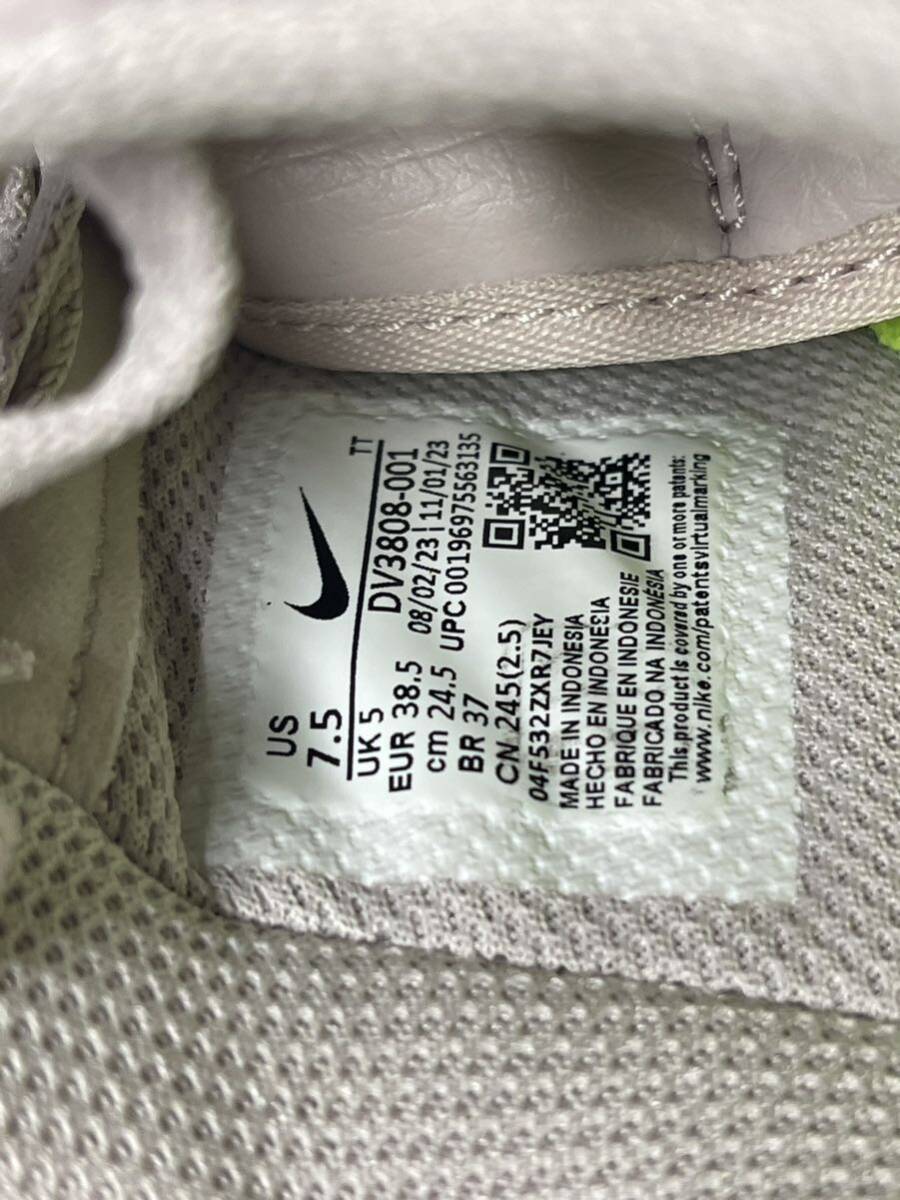 TT
US
7.5
UK 5 DV3808-001
EUR 38.5 08/02/23 | 11/01/23
cm 24.5 UPC 00196975563135
BR 37
CN 245(2.5)
04F532ZXR7JEY
MADE IN INDONESIA
HECHO EN INDONESIA
FABRIQUE EN INDONESIE
FABRICADO NA INDONÉSIA
This product is covered by one or more patents:
www.nike.com/patentsvirtualmarking